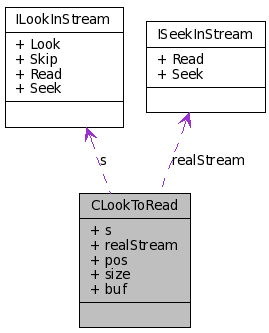 ILookInStream
+ Look
+ Skip
+ Read
+ Seek
ISeekInStream
+ Read
+ Seek
s
realStream
CLookToRead
+ s
+ realStream
+ pos
+ size
+ buf